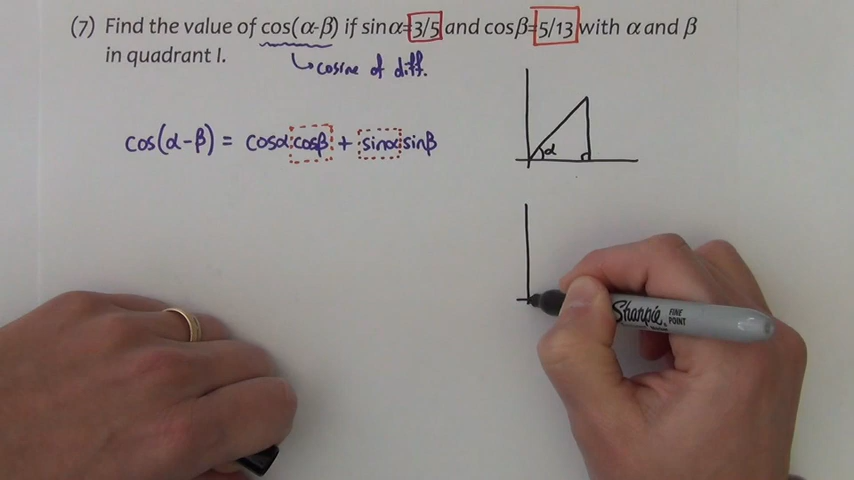 (7) Find the value of cos(α-β) if sinα=3/5 and cosβ=5/13 with α and β
in quadrant I.
↳cosine of diff.
cos(α-β) = cosα cosβ + sinα sinβ
α
Sharpie. FINE POINT